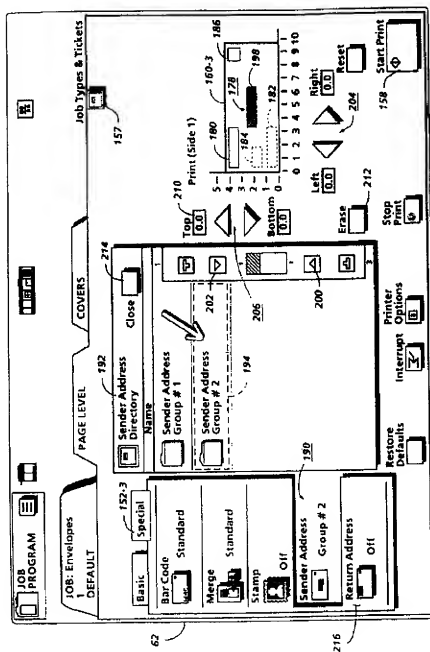 JOB PROGRAM
Job Types & Tickets
157
JOB: Envelopes
1
DEFAULT
PAGE LEVEL
COVERS
62
Basic
152-3
Special
Bar Code
Standard
Merge
Standard
Stamp
Off
Sender Address
Group # 2
190
Return Address
Off
216
192
Sender Address
Directory
Close
214
Name
Sender Address
Group # 1
Sender Address
Group # 2
194
202
200
1
3
206
Top
0.0
210
Bottom
0.0
Print (Side 1)
180
184
178
160-3
186
198
182
5
4
3
2
1
0
0 1 2 3 4 5 6 7 8 9 10
Left
0.0
Right
0.0
204
Erase
212
Reset
Restore
Defaults
Interrupt
Printer
Options
Stop
Print
Start Print
158